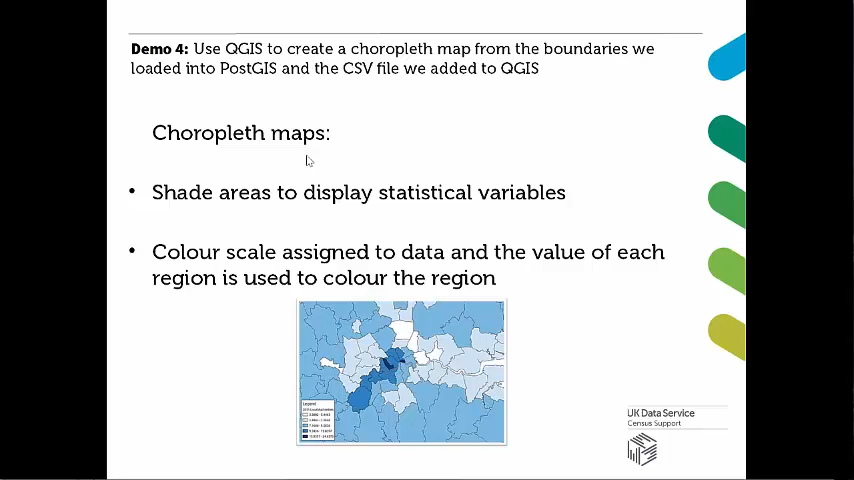 Demo 4: Use QGIS to create a choropleth map from the boundaries we
loaded into PostGIS and the CSV file we added to QGIS
Choropleth maps:
• Shade areas to display statistical variables
• Colour scale assigned to data and the value of each
region is used to colour the region
Legend
UK Data Service
Census Support